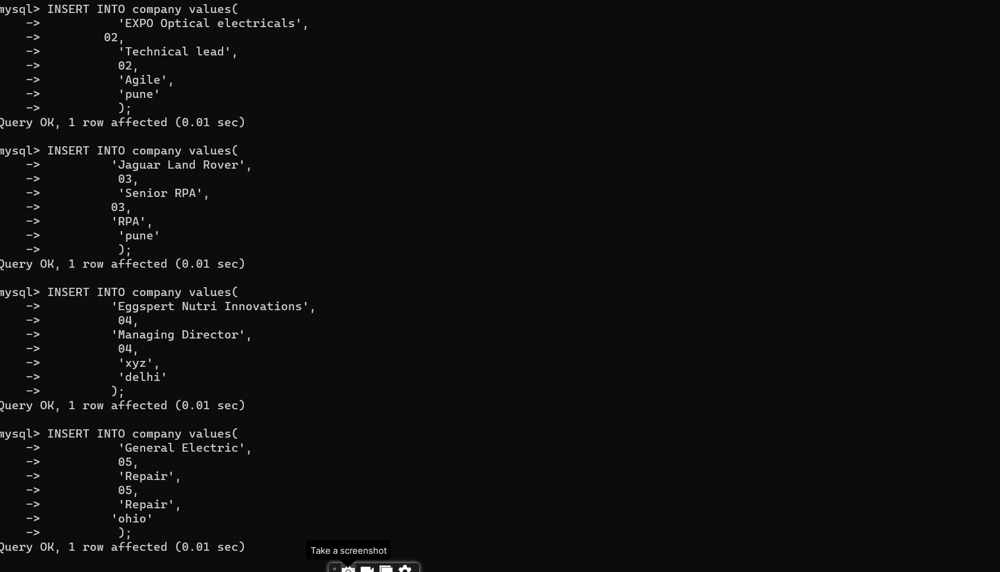 mysql> INSERT INTO company values(
    ->           'EXPO Optical electricals',
    ->         02,
    ->           'Technical lead',
    ->           02,
    ->           'Agile',
    ->           'pune'
    ->           );
Query OK, 1 row affected (0.01 sec)
mysql> INSERT INTO company values(
    ->          'Jaguar Land Rover',
    ->           03,
    ->           'Senior RPA',
    ->          03,
    ->          'RPA',
    ->           'pune'
    ->           );
Query OK, 1 row affected (0.01 sec)
mysql> INSERT INTO company values(
    ->          'Eggspert Nutri Innovations',
    ->           04,
    ->          'Managing Director',
    ->           04,
    ->           'xyz',
    ->           'delhi'
    ->          );
Query OK, 1 row affected (0.01 sec)
mysql> INSERT INTO company values(
    ->           'General Electric',
    ->           05,
    ->           'Repair',
    ->           05,
    ->           'Repair',
    ->          'ohio'
    ->           );
Query OK, 1 row affected (0.01 sec)
Take a screenshot